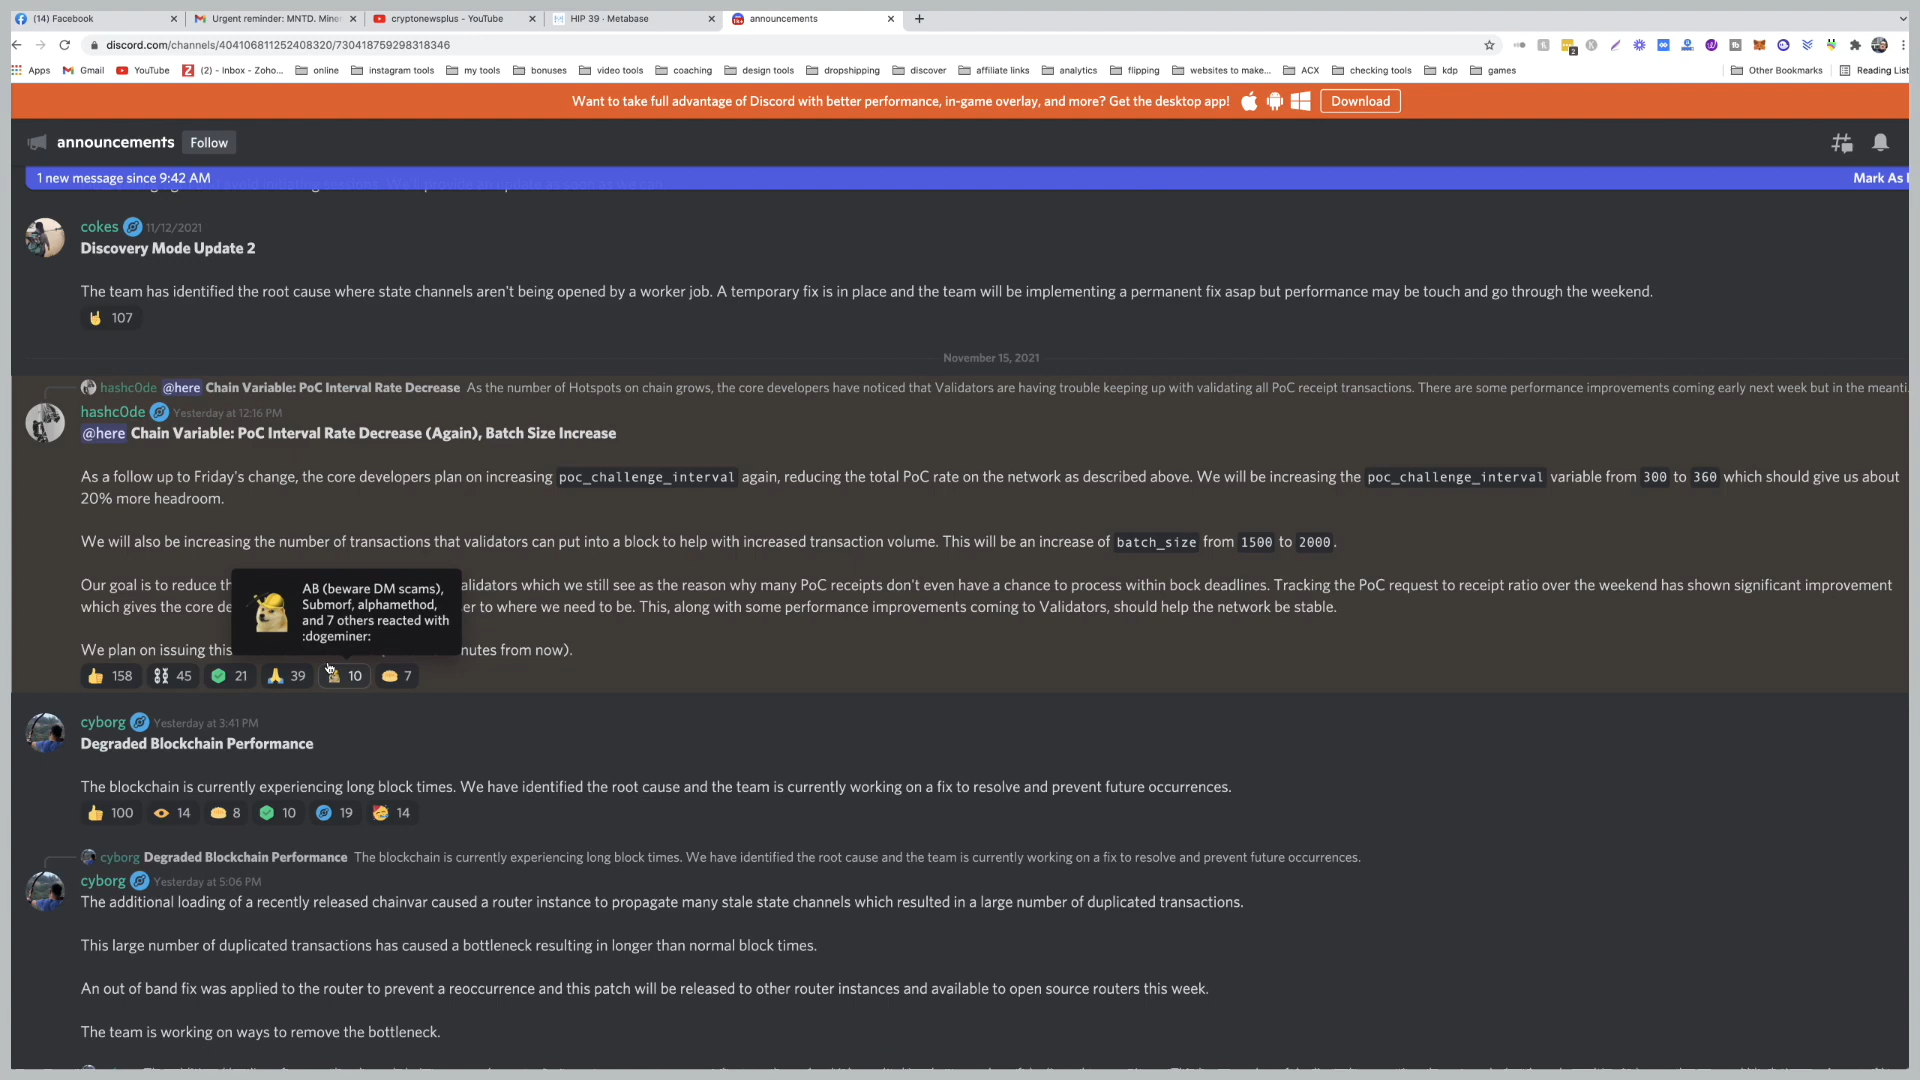 (14) Facebook
Urgent reminder: MNTD. Mine
cryptonewsplus - YouTube
HIP 39 · Metabase
announcements
discord.com/channels/404106811252408320/730418759298318346
Apps
Gmail
YouTube
(2) - Inbox - Zoho...
online
instagram tools
my tools
bonuses
video tools
coaching
design tools
dropshipping
discover
affiliate links
analytics
flipping
websites to make...
ACX
checking tools
kdp
games
Other Bookmarks
Reading List
Want to take full advantage of Discord with better performance, in-game overlay, and more? Get the desktop app!
Download
announcements
Follow
1 new message since 9:42 AM
Mark As
cokes 11/12/2021
Discovery Mode Update 2
The team has identified the root cause where state channels aren't being opened by a worker job. A temporary fix is in place and the team will be implementing a permanent fix asap but performance may be touch and go through the weekend.
107
November 15, 2021
hashc0de @here Chain Variable: PoC Interval Rate Decrease As the number of Hotspots on chain grows, the core developers have noticed that Validators are having trouble keeping up with validating all PoC receipt transactions. There are some performance improvements coming early next week but in the meanti
hashc0de Yesterday at 12:16 PM
@here Chain Variable: PoC Interval Rate Decrease (Again), Batch Size Increase
As a follow up to Friday's change, the core developers plan on increasing poc_challenge_interval again, reducing the total PoC rate on the network as described above. We will be increasing the poc_challenge_interval variable from 300 to 360 which should give us about
20% more headroom.
We will also be increasing the number of transactions that validators can put into a block to help with increased transaction volume. This will be an increase of batch_size from 1500 to 2000.
Our goal is to reduce th alidators which we still see as the reason why many PoC receipts don't even have a chance to process within bock deadlines. Tracking the PoC request to receipt ratio over the weekend has shown significant improvement
which gives the core de er to where we need to be. This, along with some performance improvements coming to Validators, should help the network be stable.
We plan on issuing this nutes from now).
AB (beware DM scams),
Submorf, alphamethod,
and 7 others reacted with
:dogeminer:
158
45
21
39
10
7
cyborg Yesterday at 3:41 PM
Degraded Blockchain Performance
The blockchain is currently experiencing long block times. We have identified the root cause and the team is currently working on a fix to resolve and prevent future occurrences.
100
14
8
10
19
14
cyborg Degraded Blockchain Performance The blockchain is currently experiencing long block times. We have identified the root cause and the team is currently working on a fix to resolve and prevent future occurrences.
cyborg Yesterday at 5:06 PM
The additional loading of a recently released chainvar caused a router instance to propagate many stale state channels which resulted in a large number of duplicated transactions.
This large number of duplicated transactions has caused a bottleneck resulting in longer than normal block times.
An out of band fix was applied to the router to prevent a reoccurrence and this patch will be released to other router instances and available to open source routers this week.
The team is working on ways to remove the bottleneck.